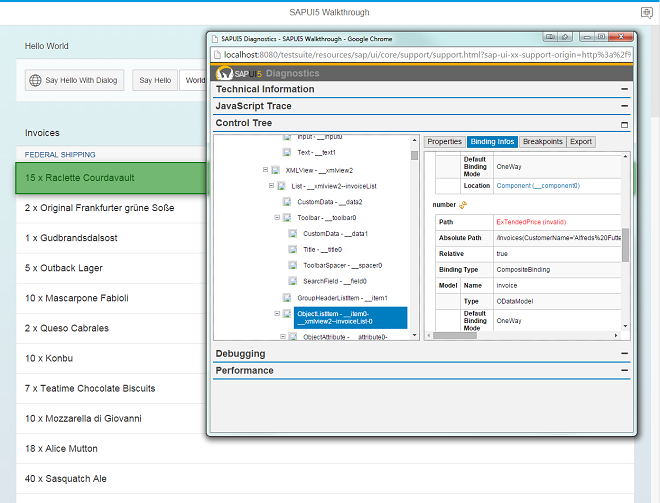 SAPUI5 Walkthrough
Hello World
Say Hello With Dialog
Say Hello
World
Invoices
FEDERAL SHIPPING
15 x Raclette Courdavault
2 x Original Frankfurter grüne Soße
1 x Gudbrandsdalsost
5 x Outback Lager
10 x Mascarpone Fabioli
2 x Queso Cabrales
10 x Konbu
7 x Teatime Chocolate Biscuits
10 x Mozzarella di Giovanni
18 x Alice Mutton
40 x Sasquatch Ale
SAPUI5 Diagnostics - SAPUI5 Walkthrough - Google Chrome
localhost:8080/testsuite/resources/sap/ui/core/support/support.html?sap-ui-xx-support-origin=http%3a%2f%
SAPUI5 Diagnostics
Technical Information
JavaScript Trace
Control Tree
Input - __input0
Text - __text1
XMLView - __xmlview2
List - __xmlview2--invoiceList
CustomData - __data2
Toolbar - __toolbar0
CustomData - __data1
Title - __title0
ToolbarSpacer - __spacer0
SearchField - __field0
GroupHeaderListItem - __item1
ObjectListItem - __item0-
__xmlview2--invoiceList-0
ObjectAttribute - __attribute0-
Properties
Binding Infos
Breakpoints
Export
Default Binding Mode OneWay
Location Component (__component0)
number
Path ExTendedPrice (invalid)
Absolute Path /Invoices(CustomerName='Alfreds%20Futte
Relative true
Binding Type CompositeBinding
Model Name invoice
Type ODataModel
Default Binding Mode OneWay
Debugging
Performance